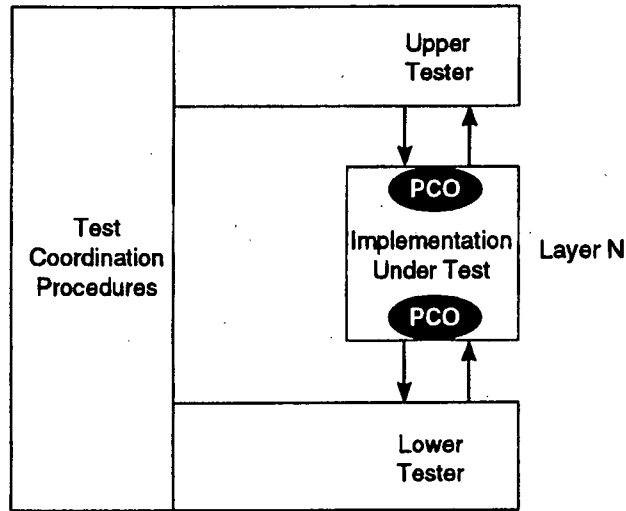 Upper
Tester
PCO
Test
Coordination
Procedures
Implementation
Under Test
Layer N
PCO
Lower
Tester